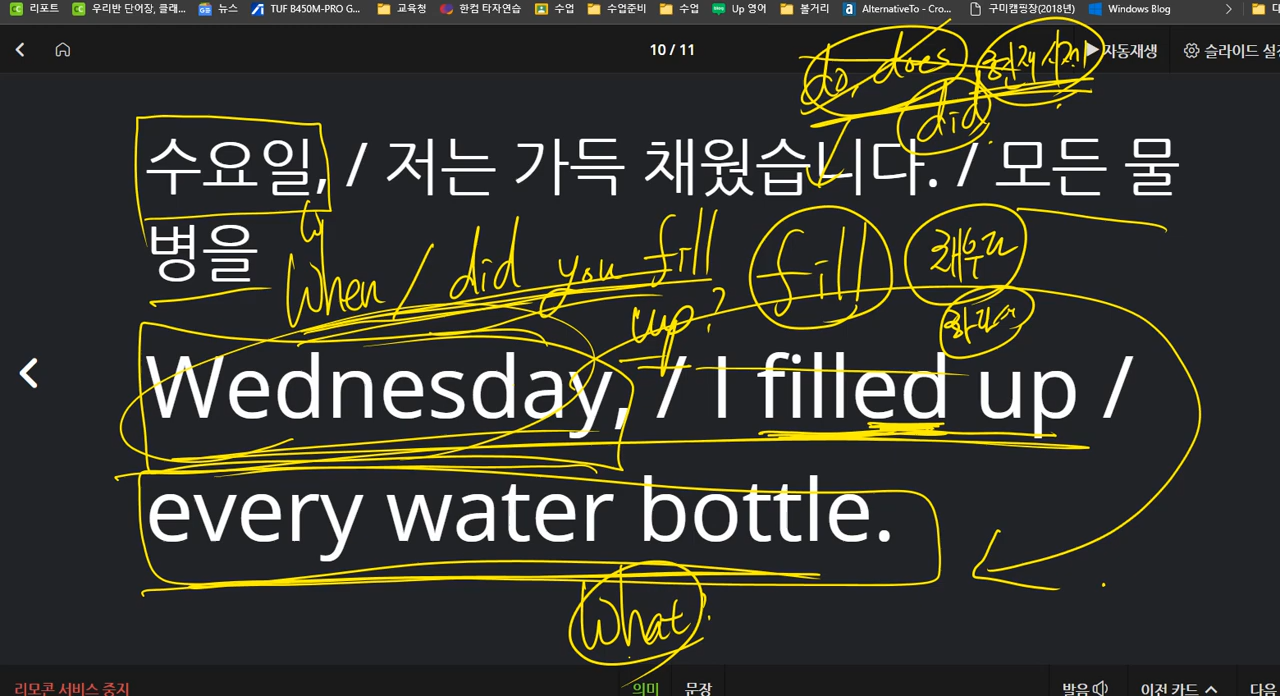 리포트 우리반 단어장, 클래... 뉴스 TUF B450M-PRO G... 교육청 한컴 타자연습 수업 수업준비 수업 Up 영어 볼거리 AlternativeTo - Cro... 구미캠핑장(2018년) Windows Blog
10 / 11 자동재생 슬라이드 설정
do, does 현재시제
did
수요일, / 저는 가득 채웠습니다. / 모든 물
병을
When / did you fill up? fill 채우다
Wednesday, / I filled up /
every water bottle.
What
리모콘 서비스 중지 의미 문장 발음 이전 카드 다음